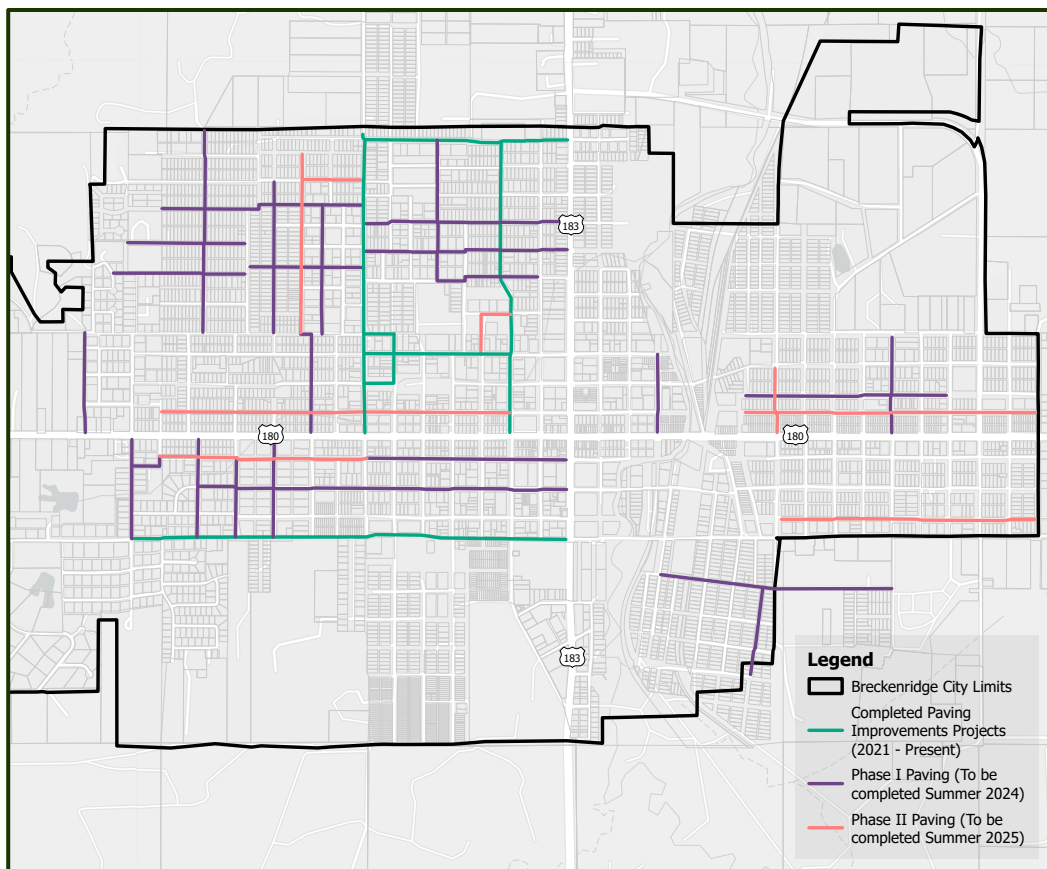 183
180
180
183
Legend
Breckenridge City Limits
Completed Paving
Improvements Projects
(2021 - Present)
Phase I Paving (To be
completed Summer 2024)
Phase II Paving (To be
completed Summer 2025)